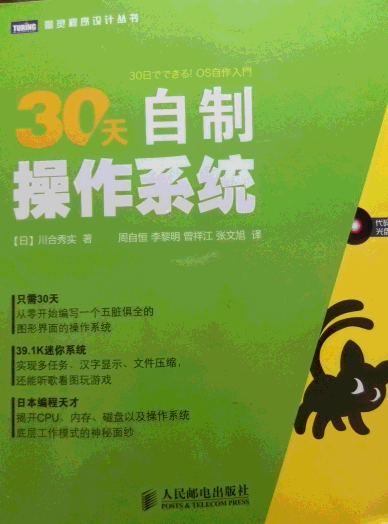 TURING 图灵程序设计丛书
30日でできる! OS自作入門
30天 自制
操作系统
【日】川合秀实 著 周自恒 李黎明 曾祥江 张文旭 译
代码
光盘
只需30天
从零开始编写一个五脏俱全的
图形界面的操作系统
39.1K迷你系统
实现多任务、汉字显示、文件压缩，
还能听歌看图玩游戏
日本编程天才
揭开CPU、内存、磁盘以及操作系统
底层工作模式的神秘面纱
人民邮电出版社
POSTS & TELECOM PRESS